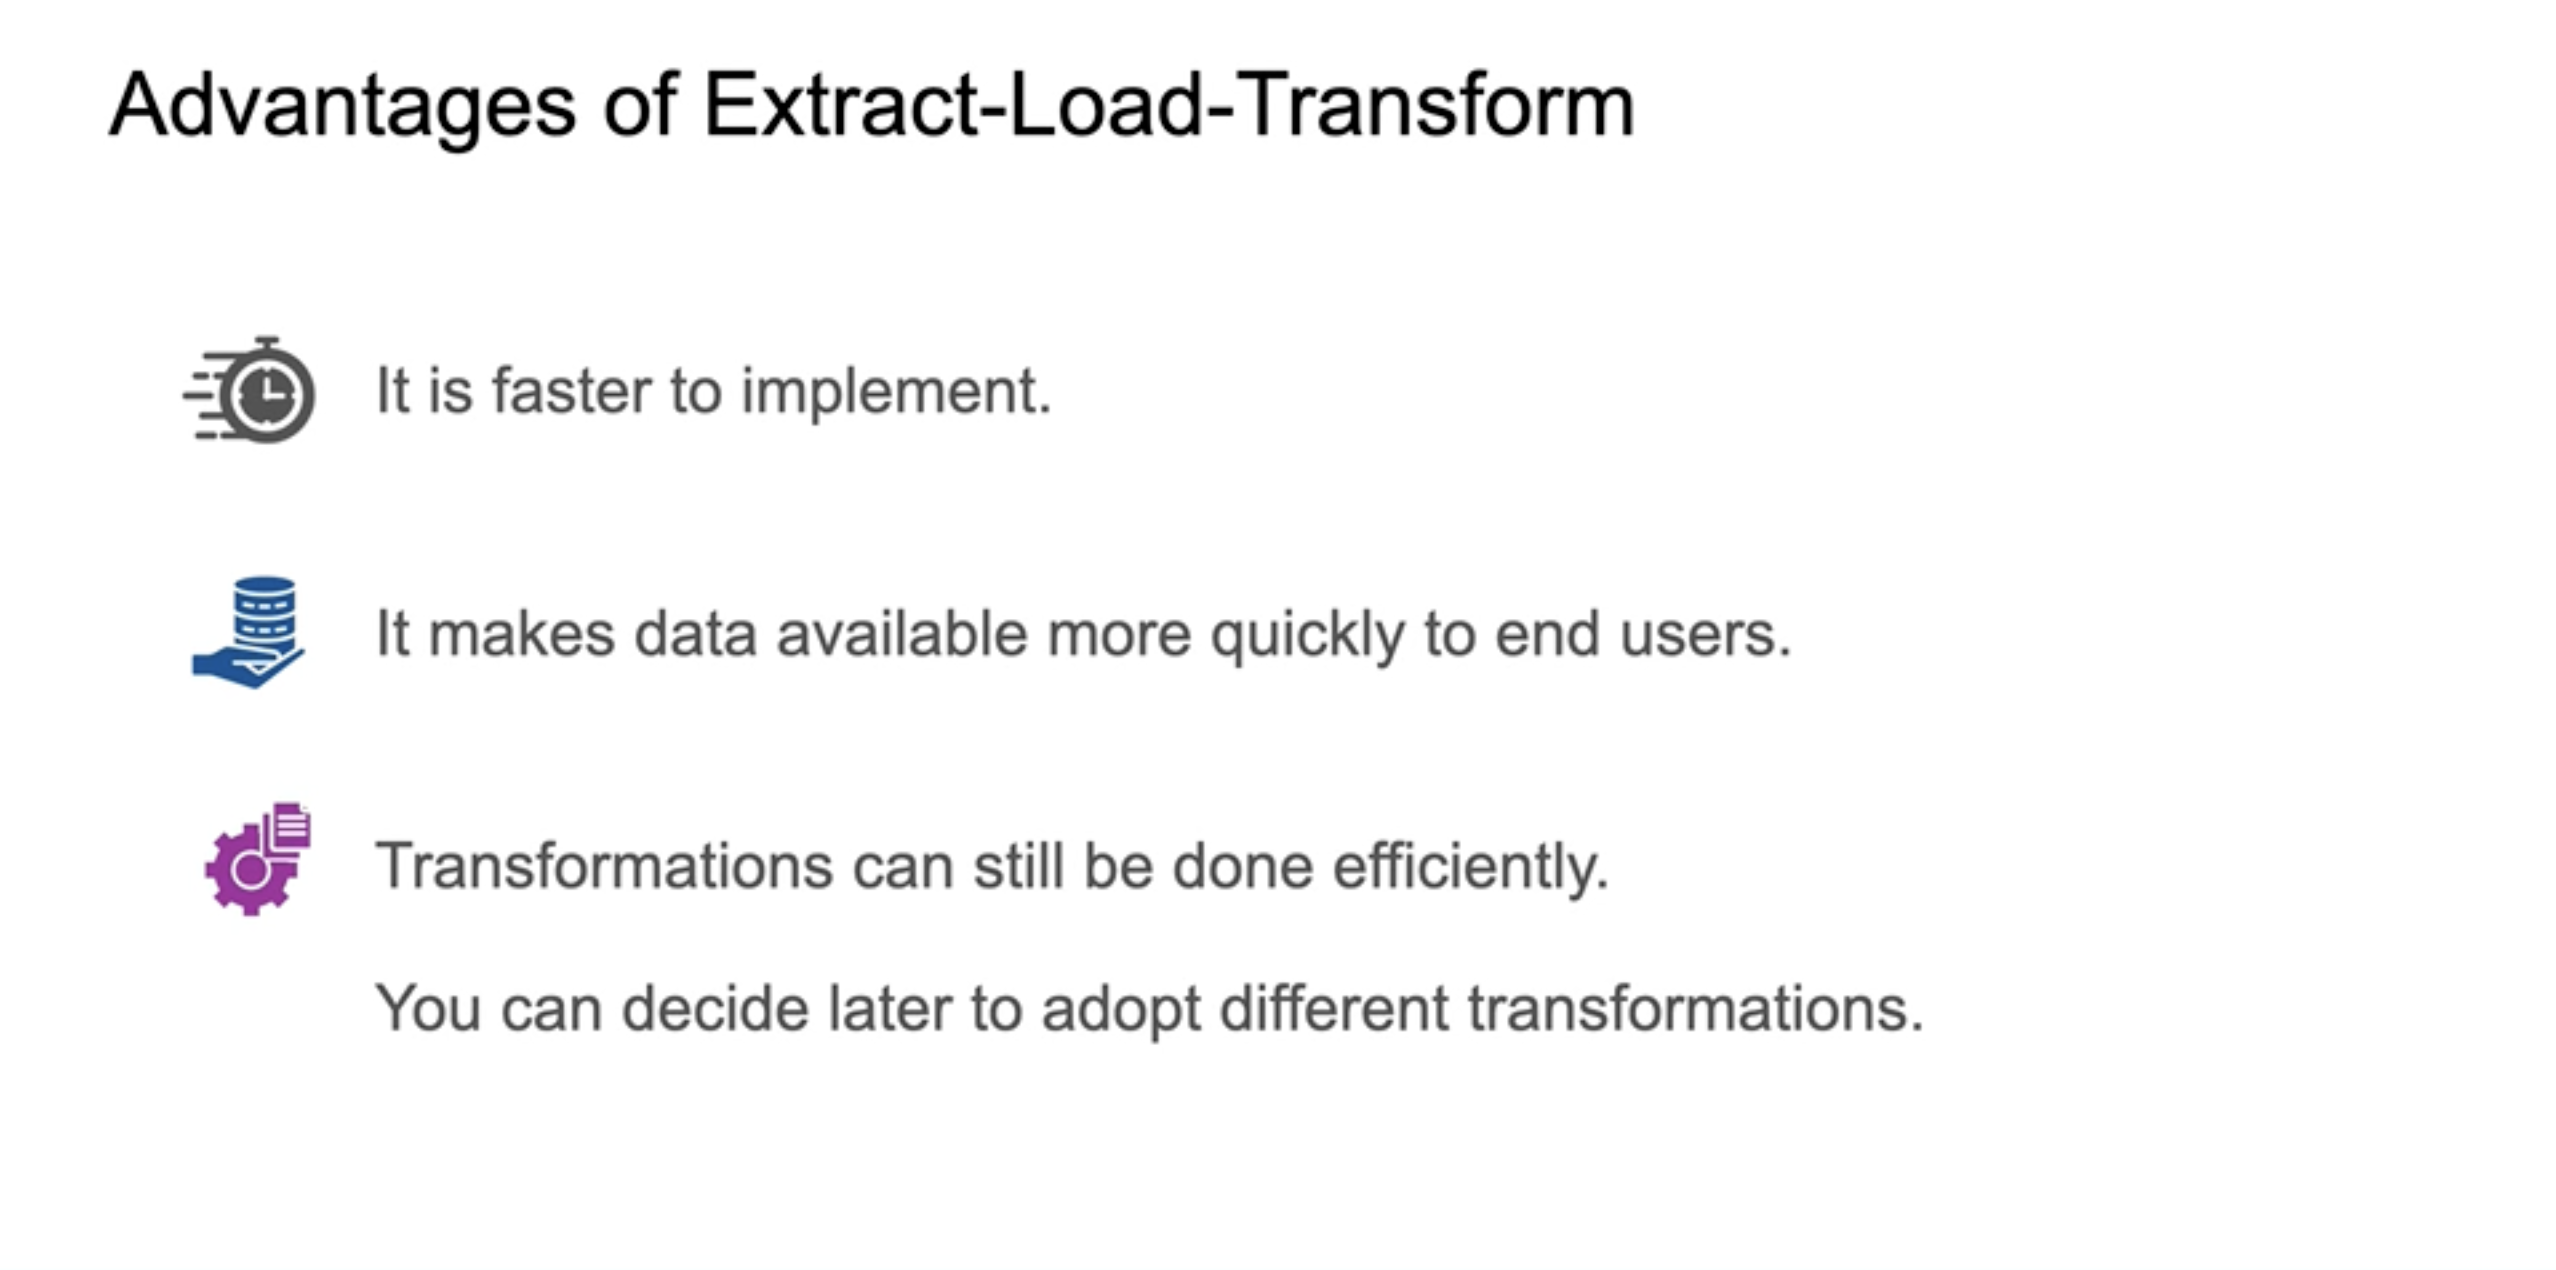 Advantages of Extract-Load-Transform
It is faster to implement.
It makes data available more quickly to end users.
Transformations can still be done efficiently.
You can decide later to adopt different transformations.